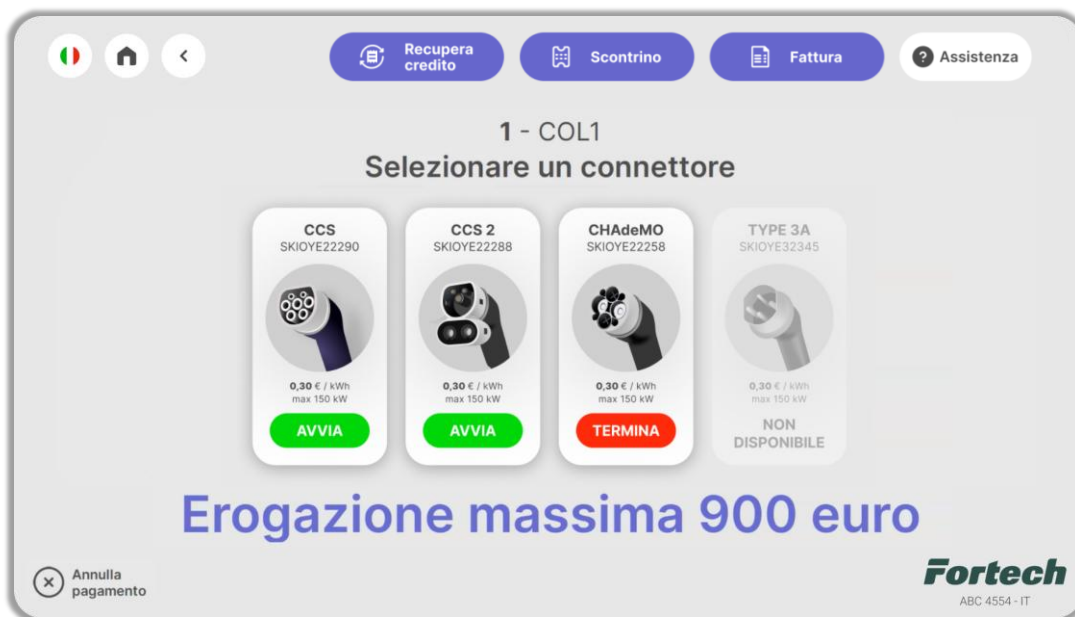 Recupera
credito
Scontrino
Fattura
? Assistenza
1 - COL1
Selezionare un connettore
CCS
SKIOYE22290
0,30 € / kWh
max 150 kW
AVVIA
CCS 2
SKIOYE22288
0,30 € / kWh
max 150 kW
AVVIA
CHAdeMO
SKIOYE22258
0,30 € / kWh
max 150 kW
TERMINA
TYPE 3A
SKIOYE32345
0,30 € / kWh
max 150 kW
NON
DISPONIBILE
Erogazione massima 900 euro
Annulla
pagamento
Fortech
ABC 4554 - IT